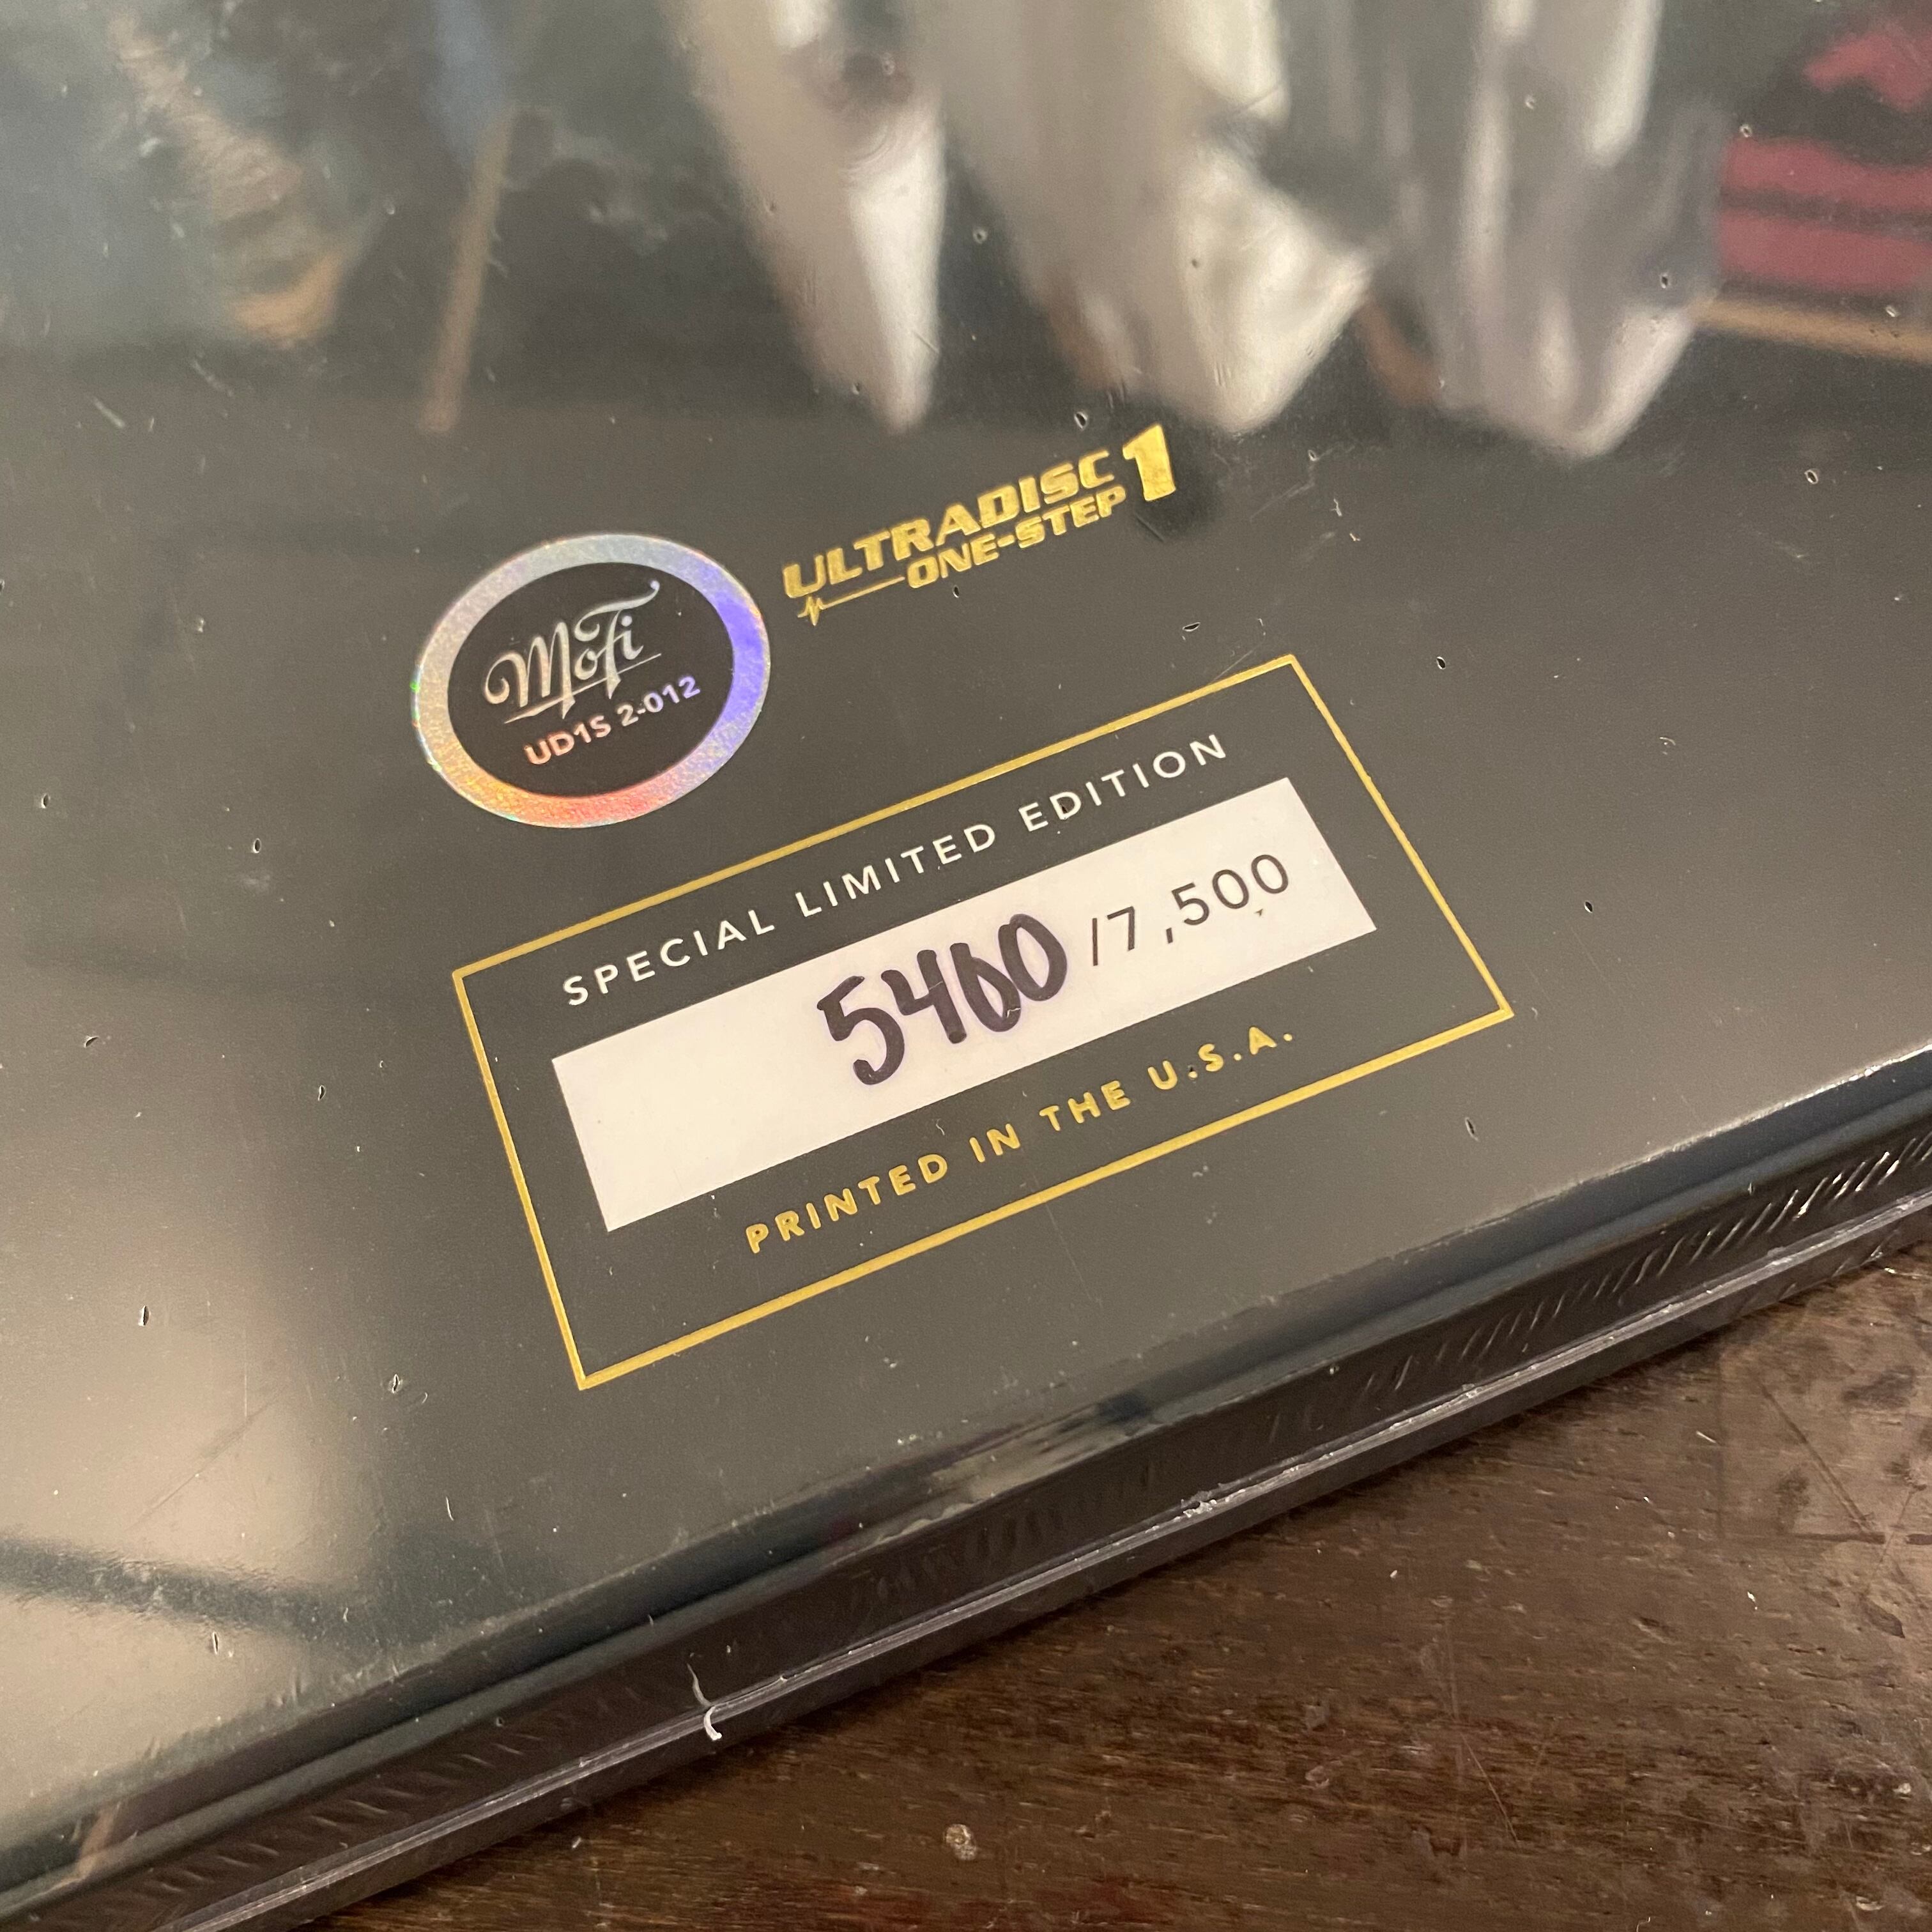 ULTRADISC 1
ONE-STEP
MoFi
UD1S 2-012
SPECIAL LIMITED EDITION
5460/7,500
PRINTED IN THE U.S.A.